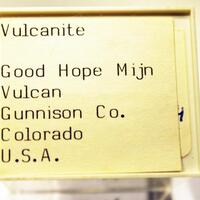 Vulcanite
Good Hope Mijn
Vulcan
Gunnison Co.
Colorado
U.S.A.